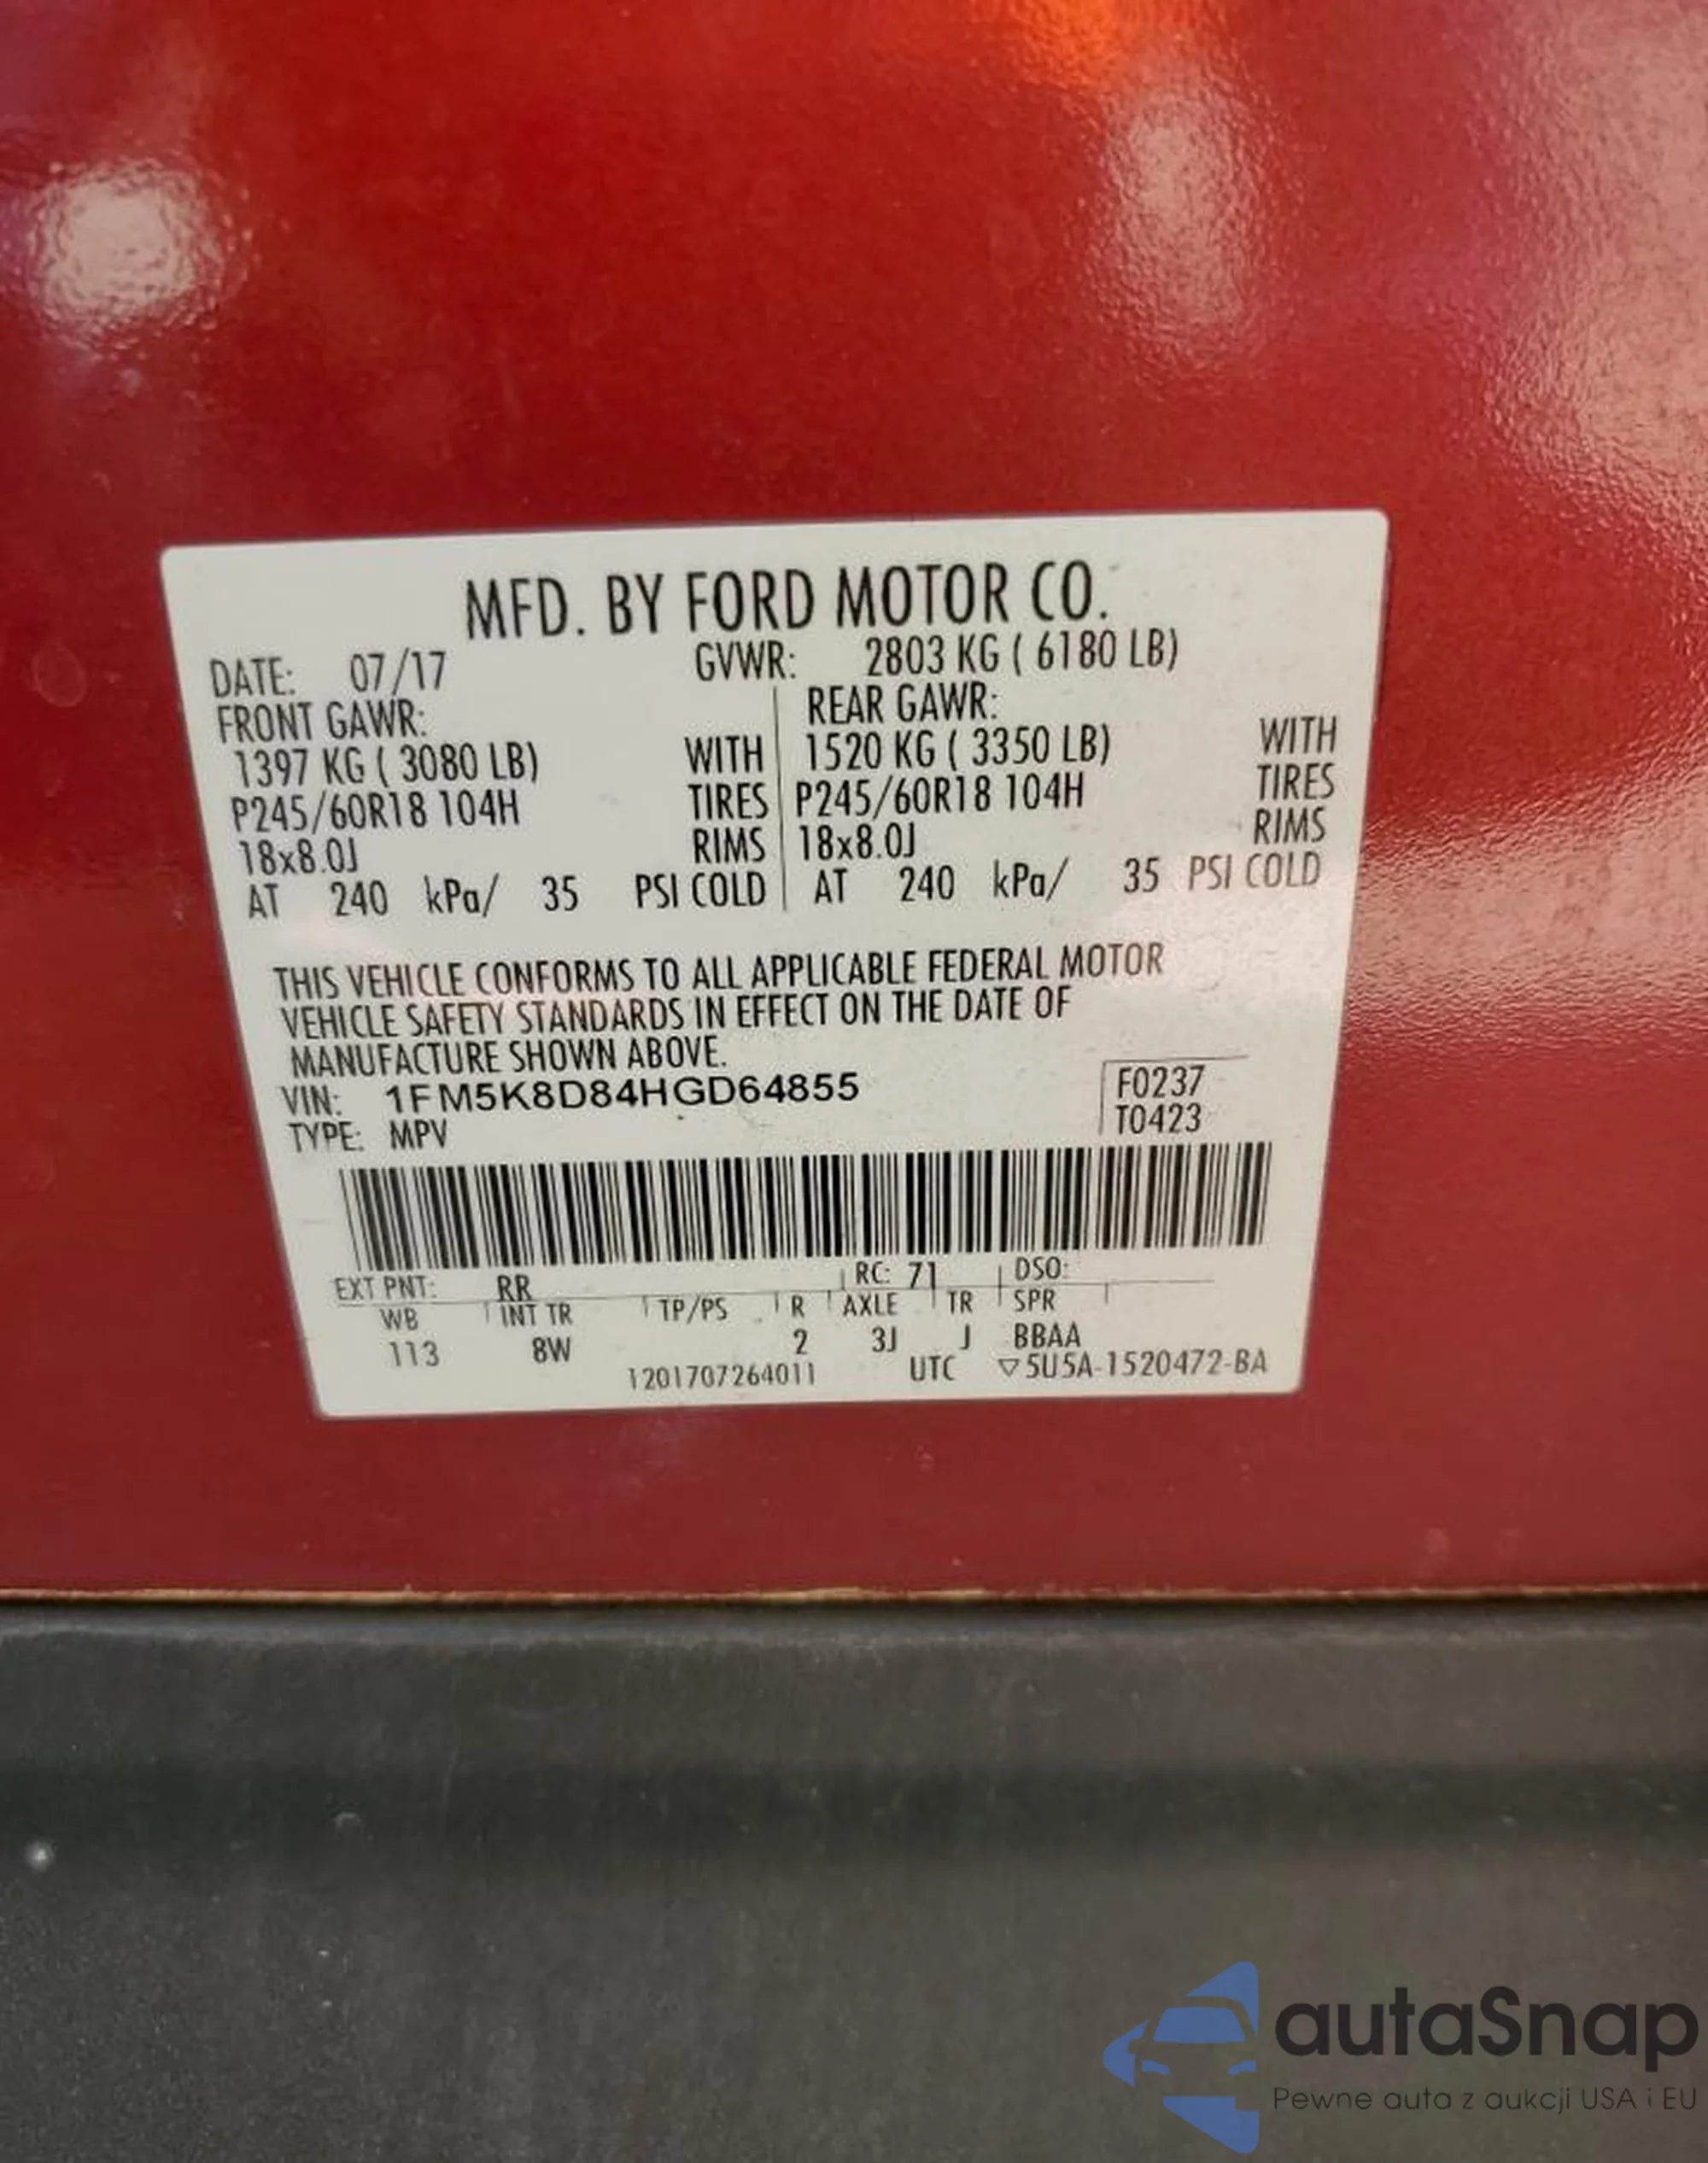 MFD. BY FORD MOTOR CO.
DATE: 07/17 GVWR: 2803 KG ( 6180 LB)
FRONT GAWR: REAR GAWR:
1397 KG ( 3080 LB) WITH 1520 KG ( 3350 LB) WITH
P245/60R18 104H TIRES P245/60R18 104H TIRES
18x8.0J RIMS 18x8.0J RIMS
AT 240 kPa/ 35 PSI COLD AT 240 kPa/ 35 PSI COLD
THIS VEHICLE CONFORMS TO ALL APPLICABLE FEDERAL MOTOR
VEHICLE SAFETY STANDARDS IN EFFECT ON THE DATE OF
MANUFACTURE SHOWN ABOVE.
VIN: 1FM5K8D84HGD64855 F0237
TYPE: MPV T0423
EXT PNT: RR RC: 71 DSO:
WB INT TR TP/PS R AXLE TR SPR
113 8W 2 3J J BBAA
1201707264011 UTC ▽5U5A-1520472-BA
autaSnap
Pewne auta z aukcji USA i EU